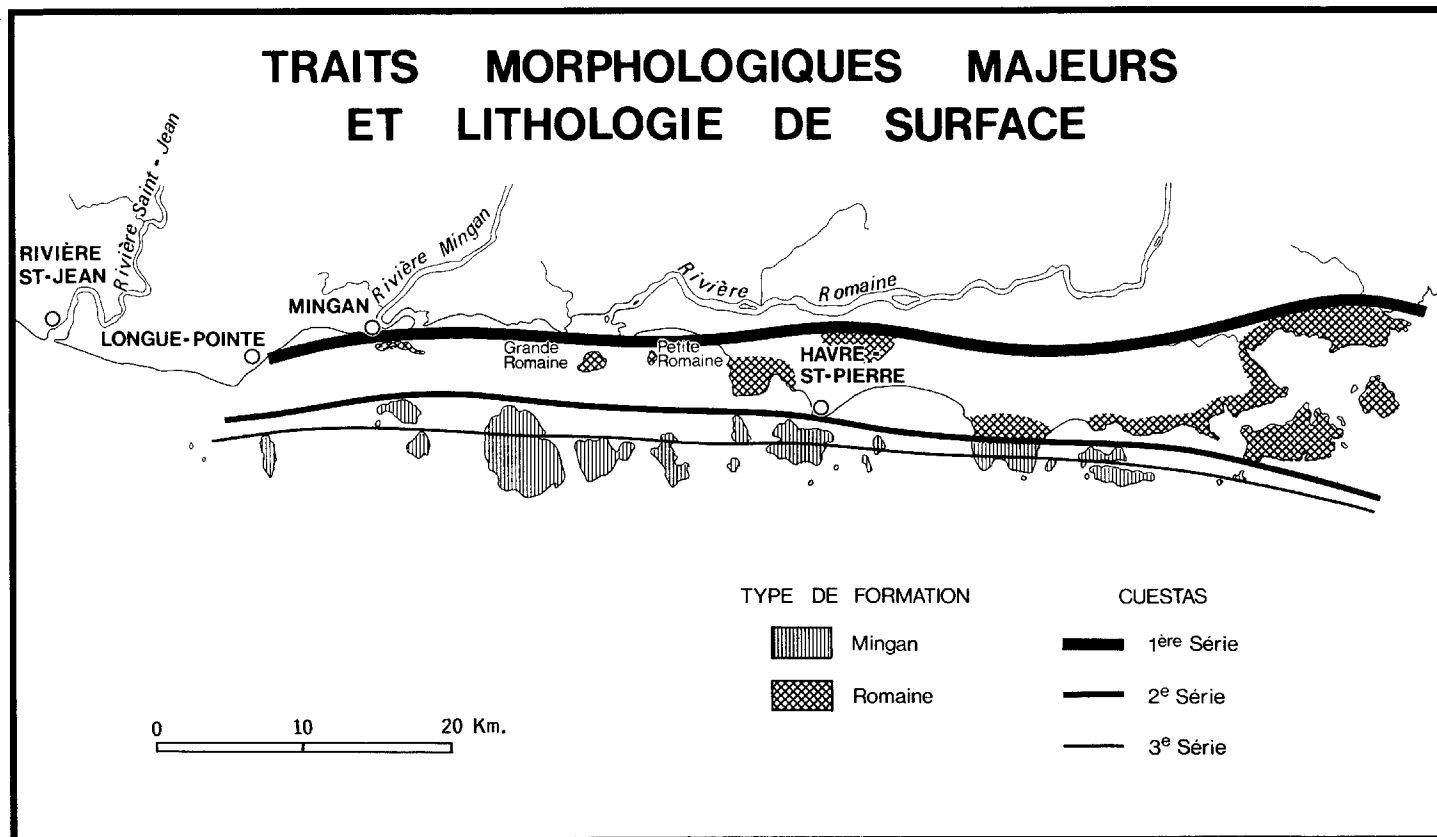 TRAITS MORPHOLOGIQUES MAJEURS
ET LITHOLOGIE DE SURFACE
Rivière Saint-Jean
RIVIÈRE
ST-JEAN
Rivière Mingan
MINGAN
LONGUE-POINTE
Rivière Romaine
Grande
Romaine
Petite
Romaine
HAVRE-
ST-PIERRE
TYPE DE FORMATION
Mingan
Romaine
CUESTAS
1ère Série
2e Série
3e Série
0 10 20 Km.